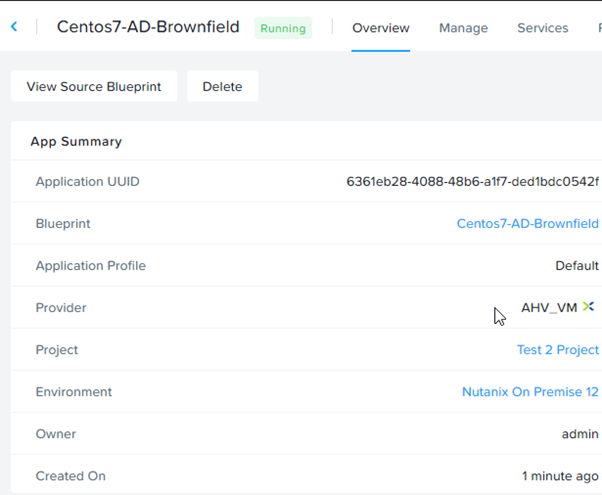 Centos7-AD-Brownfield Running Overview Manage Services
View Source Blueprint Delete
App Summary
Application UUID 6361eb28-4088-48b6-a1f7-ded1bdc0542f
Blueprint Centos7-AD-Brownfield
Application Profile Default
Provider AHV_VM
Project Test 2 Project
Environment Nutanix On Premise 12
Owner admin
Created On 1 minute ago